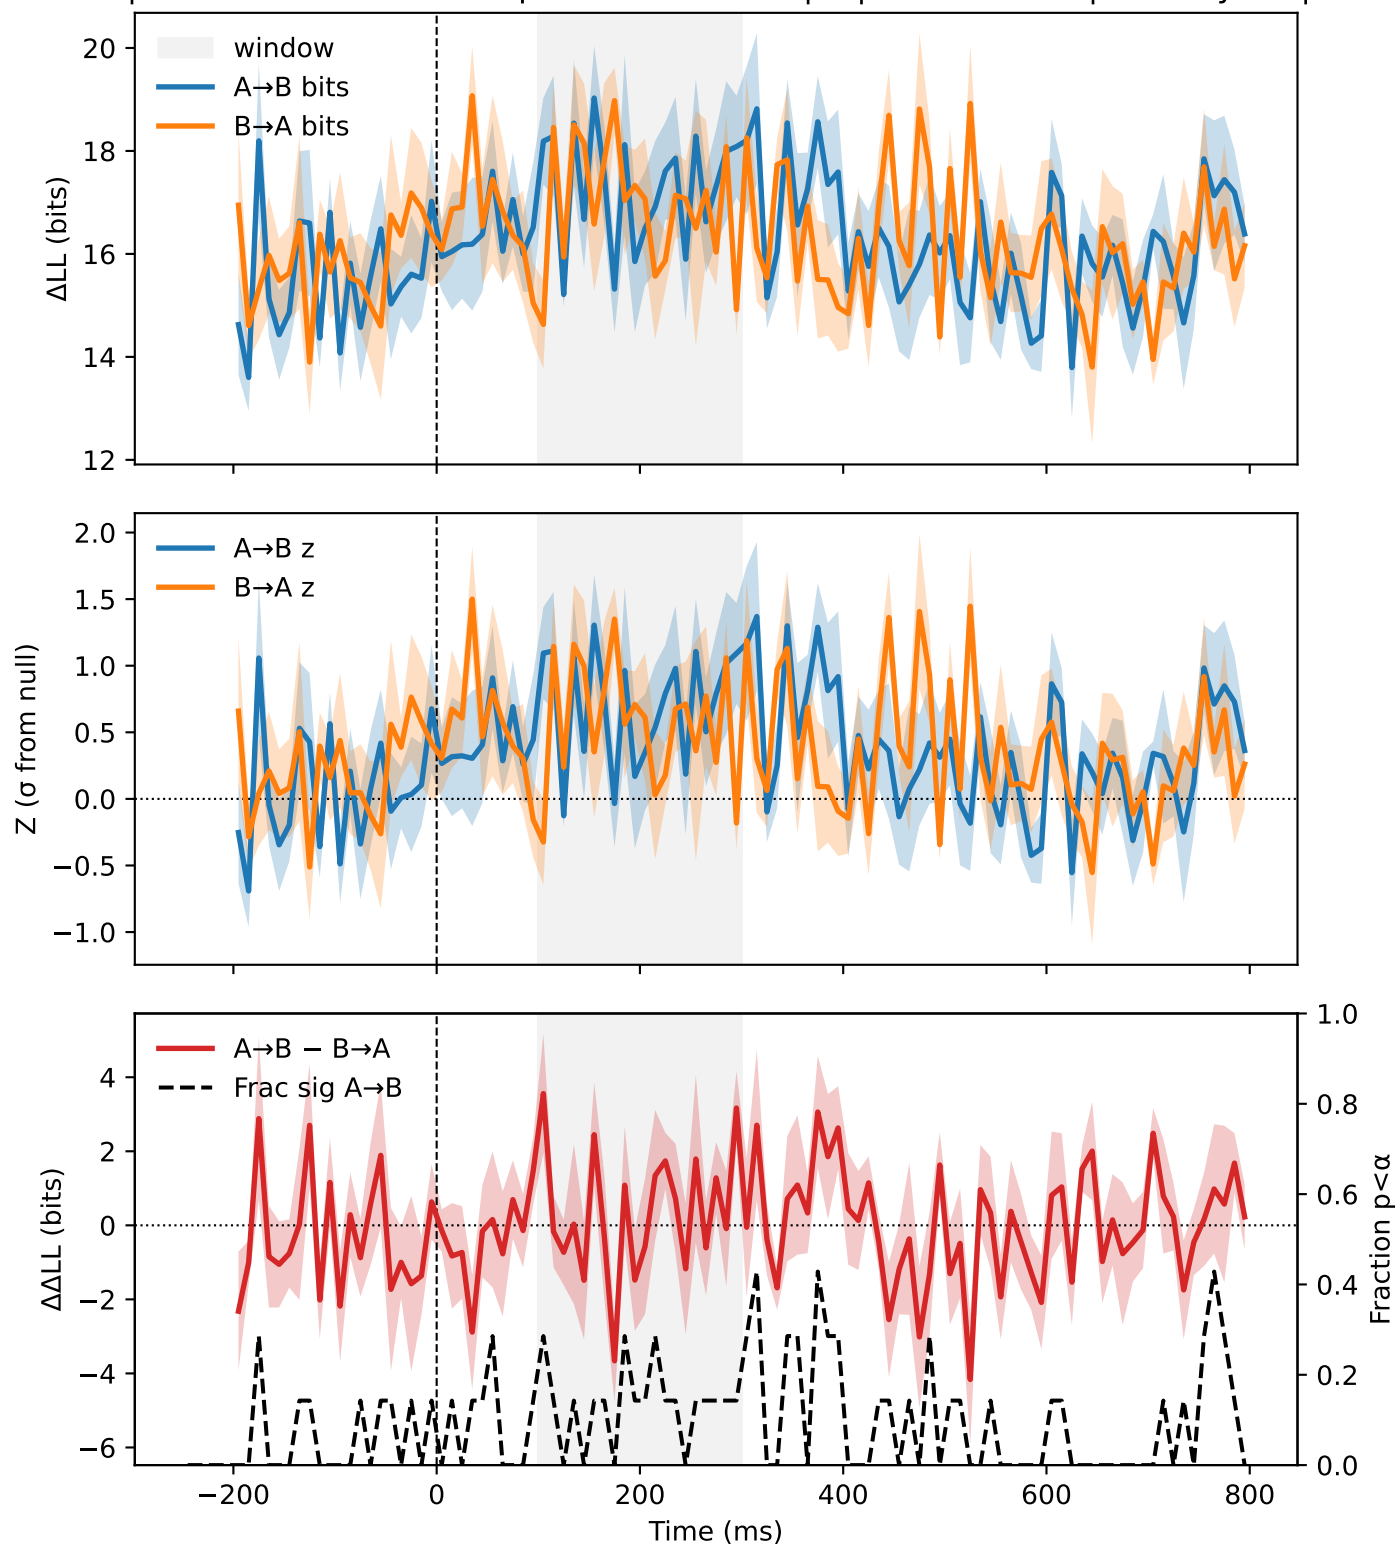 window
A→B bits
B→A bits
20
18
16
14
12
ΔLL (bits)
A→B z
B→A z
2.0
1.5
1.0
0.5
0.0
−0.5
−1.0
Z (σ from null)
A→B − B→A
Frac sig A→B
4
2
0
−2
−4
−6
ΔΔLL (bits)
1.0
0.8
0.6
0.4
0.2
0.0
Fraction p<α
−200
0
200
400
600
800
Time (ms)